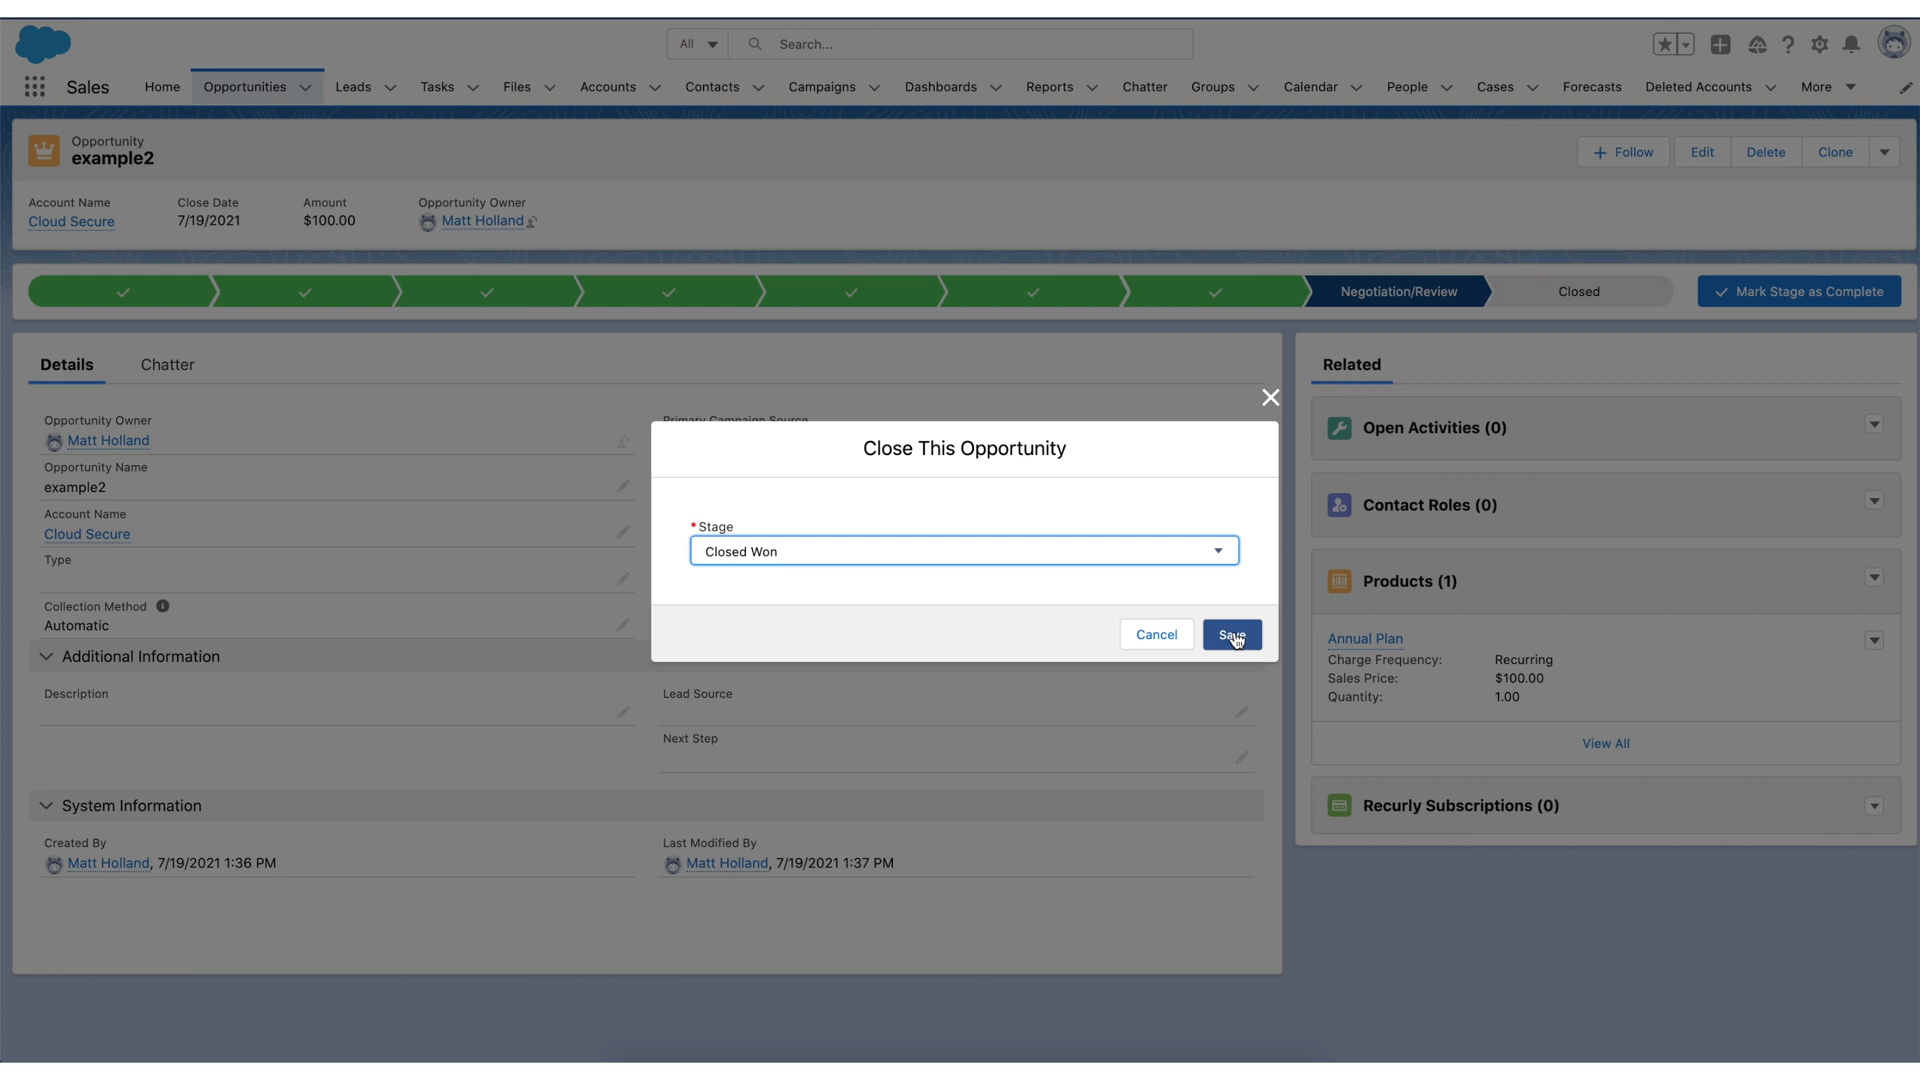 All
Search...
Sales
Home
Opportunities
Leads
Tasks
Files
Accounts
Contacts
Campaigns
Dashboards
Reports
Chatter
Groups
Calendar
People
Cases
Forecasts
Deleted Accounts
More
Opportunity
example2
Follow
Edit
Delete
Clone
Account Name
Close Date
Amount
Opportunity Owner
Cloud Secure
7/19/2021
$100.00
Matt Holland
Negotiation/Review
Closed
Mark Stage as Complete
Details
Chatter
Opportunity Owner
Matt Holland
Opportunity Name
example2
Account Name
Cloud Secure
Type
Collection Method
Automatic
Additional Information
Description
Primary Campaign Source
Close This Opportunity
*Stage
Closed Won
Cancel
Save
Lead Source
Next Step
System Information
Created By
Matt Holland, 7/19/2021 1:36 PM
Last Modified By
Matt Holland, 7/19/2021 1:37 PM
Related
Open Activities (0)
Contact Roles (0)
Products (1)
Annual Plan
Charge Frequency: Recurring
Sales Price: $100.00
Quantity: 1.00
View All
Recurly Subscriptions (0)